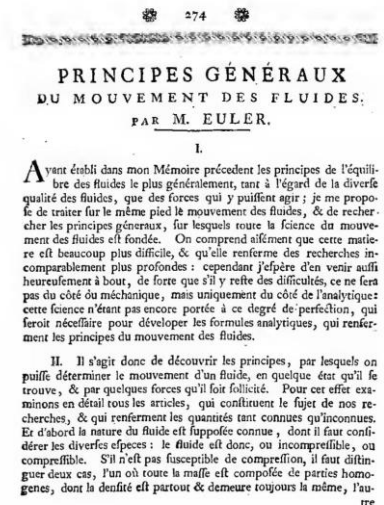 274
PRINCIPES GÉNÉRAUX
DU MOUVEMENT DES FLUIDES.
PAR M. EULER.
I.
Ayant établi dans mon Mémoire précedent les principes de l'équili-
bre des fluides le plus généralement, tant à l'égard de la diverse
qualité des fluides, que des forces qui y puissent agir ; je me propo-
se de traiter sur le même pied le mouvement des fluides, & de recher-
cher les principes géneraux, sur lesquels toute la science du mouve-
ment des fluides est fondée. On comprend aisément que cette matie-
re est beaucoup plus difficile, & qu'elle renferme des recherches in-
comparablement plus profondes : cependant j'espère d'en venir aussi
heureusement à bout, de sorte que s'il y reste des difficultés, ce ne sera
pas du côté du méchanique, mais uniquement du côté de l'analytique:
cette science n'étant pas encore portée à ce degré de perfection, qui
seroit nécessaire pour déveloper les formules analytiques, qui renfer-
ment les principes du mouvement des fluides.
II. Il s'agit donc de découvrir les principes, par lesquels on
puisse déterminer le mouvement d'un fluide, en quelque état qu'il se
trouve, & par quelques forces qu'il soit sollicité. Pour cet effet exa-
minons en détail tous les articles, qui constituent le sujet de nos re-
cherches, & qui renferment les quantités tant connues qu'inconnues.
Et d'abord la nature du fluide est supposée connue, dont il faut consi-
dérer les diverses especes : le fluide est donc, ou incompressible, ou
compressible. S'il n'est pas susceptible de compression, il faut distin-
guer deux cas, l'un où toute la masse est composée de parties homo-
genes, dont la densité est partout & demeure toujours la même, l'au-
tre